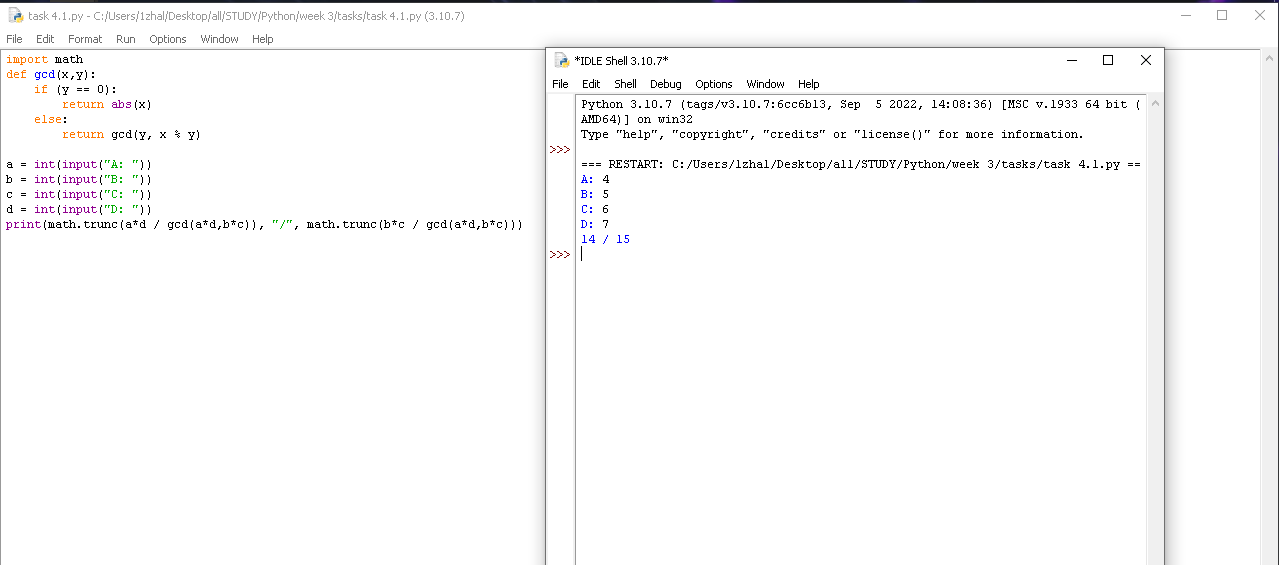 task 4.1.py - C:/Users/1zhal/Desktop/all/STUDY/Python/week 3/tasks/task 4.1.py (3.10.7)
File Edit Format Run Options Window Help
import math
def gcd(x,y):
    if (y == 0):
        return abs(x)
    else:
        return gcd(y, x % y)
a = int(input("A: "))
b = int(input("B: "))
c = int(input("C: "))
d = int(input("D: "))
print(math.trunc(a*d / gcd(a*d,b*c)), "/", math.trunc(b*c / gcd(a*d,b*c)))
*IDLE Shell 3.10.7*
File Edit Shell Debug Options Window Help
Python 3.10.7 (tags/v3.10.7:6cc6b13, Sep  5 2022, 14:08:36) [MSC v.1933 64 bit (
AMD64)] on win32
Type "help", "copyright", "credits" or "license()" for more information.
>>>
=== RESTART: C:/Users/1zhal/Desktop/all/STUDY/Python/week 3/tasks/task 4.1.py ==
A: 4
B: 5
C: 6
D: 7
14 / 15
>>>